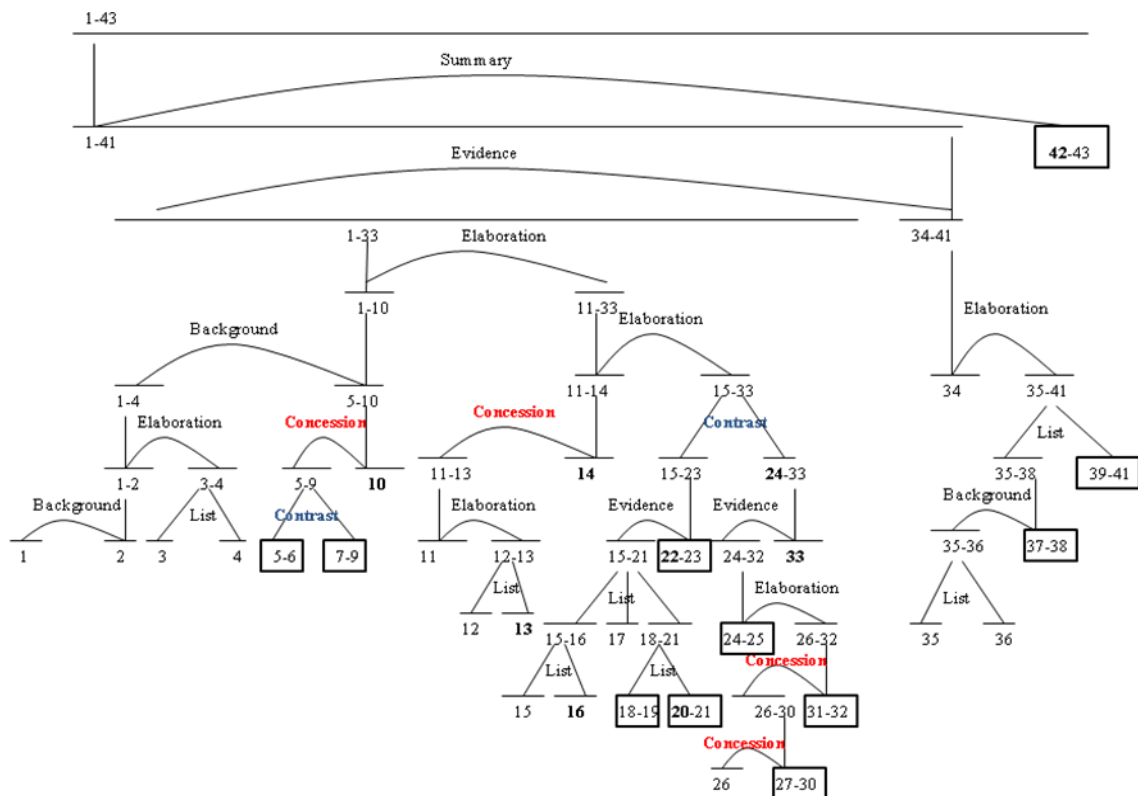 1-43
Summary
1-41
42-43
Evidence
1-33
Elaboration
34-41
1-10
11-33
Background
Elaboration
Elaboration
1-4
5-10
11-14
15-33
34
35-41
Elaboration
Concession
Concession
Contrast
List
1-2
3-4
5-9
10
11-13
14
15-23
24-33
35-38
39-41
Background
List
Contrast
Elaboration
Evidence
Evidence
Background
1
2
3
4
5-6
7-9
11
12-13
15-21
22-23
24-32
33
35-36
37-38
List
List
Elaboration
List
12
13
15-16
17
18-21
24-25
26-32
35
36
List
List
Concession
15
16
18-19
20-21
26-30
31-32
Concession
26
27-30